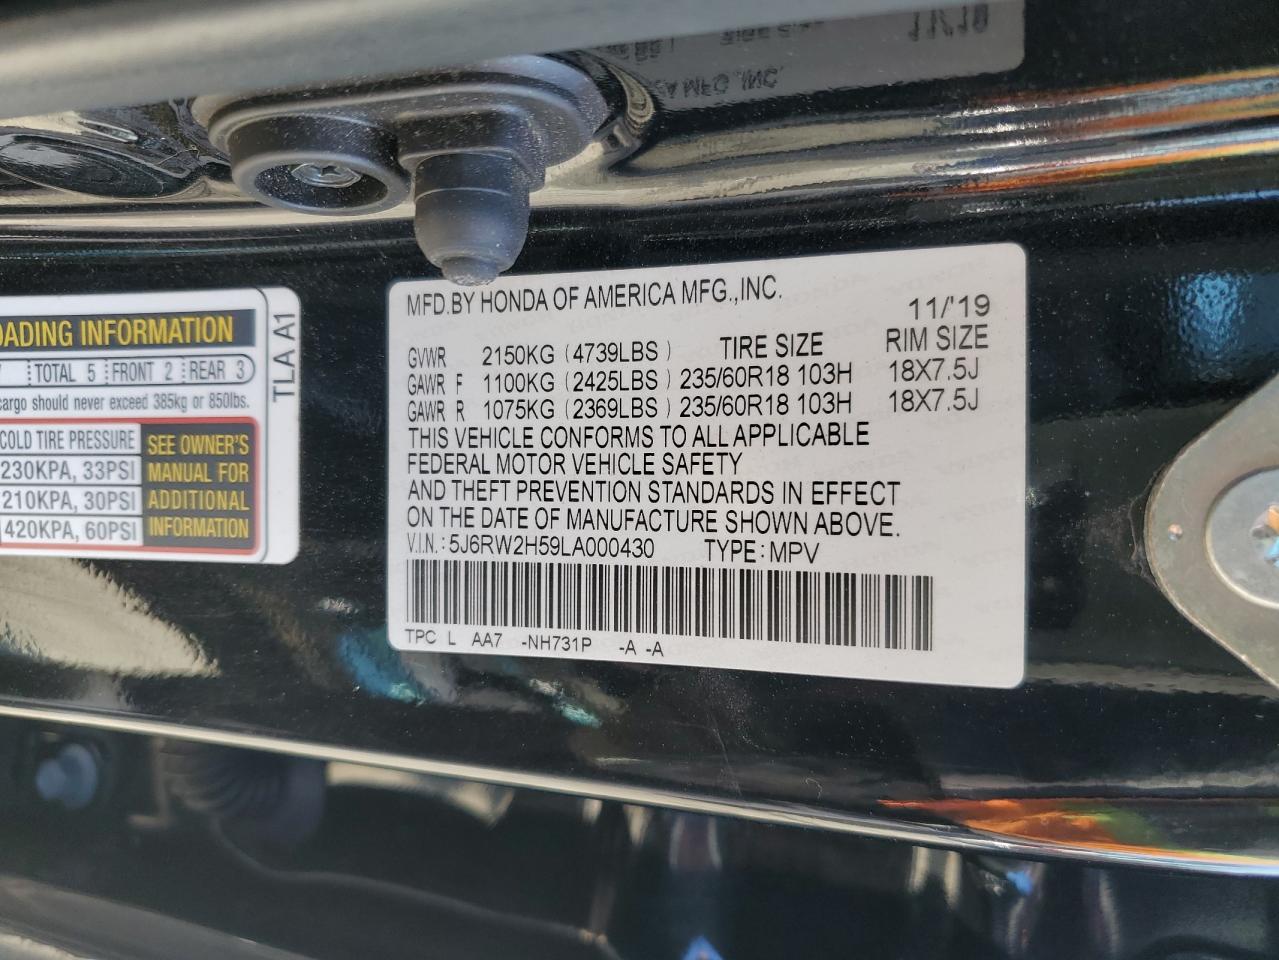 OADING INFORMATION
TOTAL 5 FRONT 2 REAR 3
cargo should never exceed 385kg or 850lbs.
COLD TIRE PRESSURE
230KPA, 33PSI
210KPA, 30PSI
420KPA, 60PSI
SEE OWNER'S
MANUAL FOR
ADDITIONAL
INFORMATION
TLA A1
MFD.BY HONDA OF AMERICA MFG.,INC.
11/'19
GVWR 2150KG (4739LBS) TIRE SIZE RIM SIZE
GAWR F 1100KG (2425LBS) 235/60R18 103H 18X7.5J
GAWR R 1075KG (2369LBS) 235/60R18 103H 18X7.5J
THIS VEHICLE CONFORMS TO ALL APPLICABLE
FEDERAL MOTOR VEHICLE SAFETY
AND THEFT PREVENTION STANDARDS IN EFFECT
ON THE DATE OF MANUFACTURE SHOWN ABOVE.
V.I.N.: 5J6RW2H59LA000430 TYPE: MPV
TPC L AA7 -NH731P -A -A